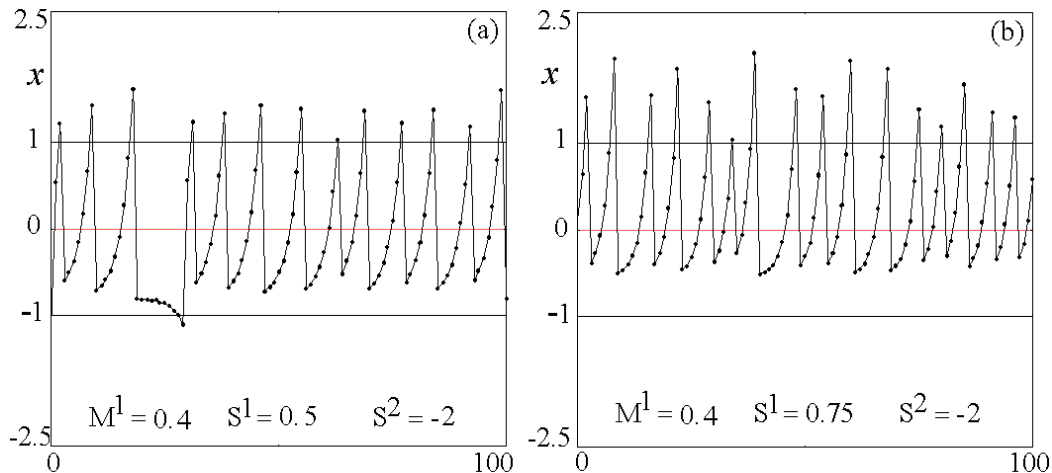 2.5
(a)
x
1
0
-1
M¹ = 0.4 S¹ = 0.5 S² = -2
-2.5
0 100
2.5
(b)
x
1
0
-1
M¹ = 0.4 S¹ = 0.75 S² = -2
-2.5
0 100